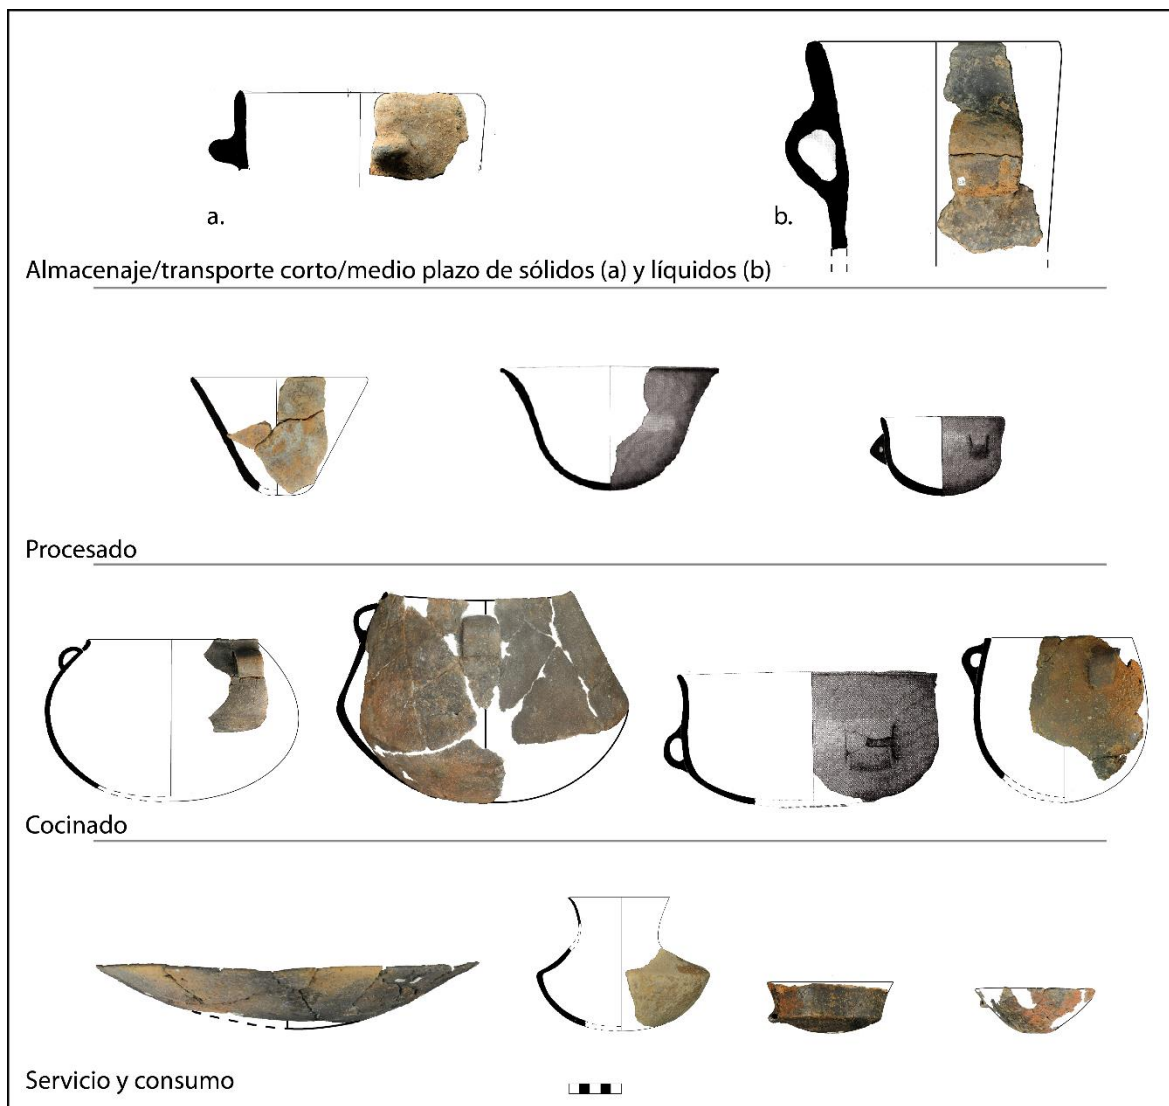 a.
b.
Almacenaje/transporte corto/medio plazo de sólidos (a) y líquidos (b)
Procesado
Cocinado
Servicio y consumo